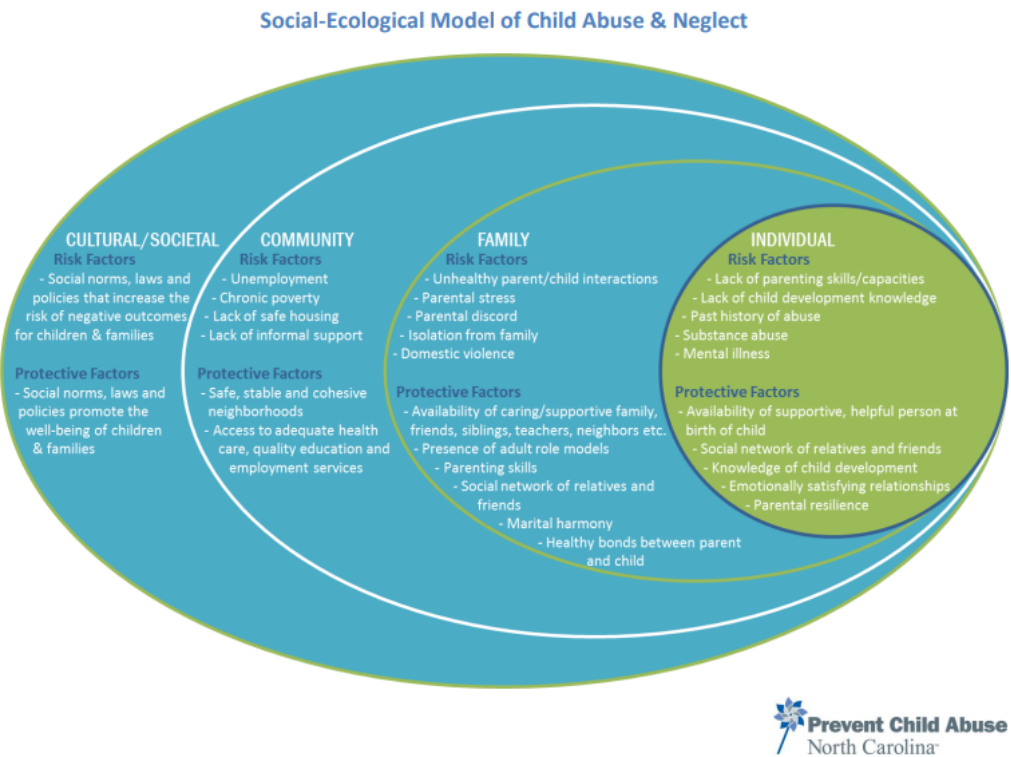 Social-Ecological Model of Child Abuse & Neglect
CULTURAL/SOCIETAL
Risk Factors
- Social norms, laws and
policies that increase the
risk of negative outcomes
for children & families
Protective Factors
- Social norms, laws and
policies promote the
well-being of children
& families
COMMUNITY
Risk Factors
- Unemployment
- Chronic poverty
- Lack of safe housing
- Lack of informal support
Protective Factors
- Safe, stable and cohesive
neighborhoods
- Access to adequate health
care, quality education and
employment services
FAMILY
Risk Factors
- Unhealthy parent/child interactions
- Parental stress
- Parental discord
- Isolation from family
- Domestic violence
Protective Factors
- Availability of caring/supportive family,
friends, siblings, teachers, neighbors etc.
- Presence of adult role models
- Parenting skills
- Social network of relatives and
friends
- Marital harmony
- Healthy bonds between parent
and child
INDIVIDUAL
Risk Factors
- Lack of parenting skills/capacities
- Lack of child development knowledge
- Past history of abuse
- Substance abuse
- Mental illness
Protective Factors
- Availability of supportive, helpful person at
birth of child
- Social network of relatives and friends
- Knowledge of child development
- Emotionally satisfying relationships
- Parental resilience
Prevent Child Abuse
North Carolina